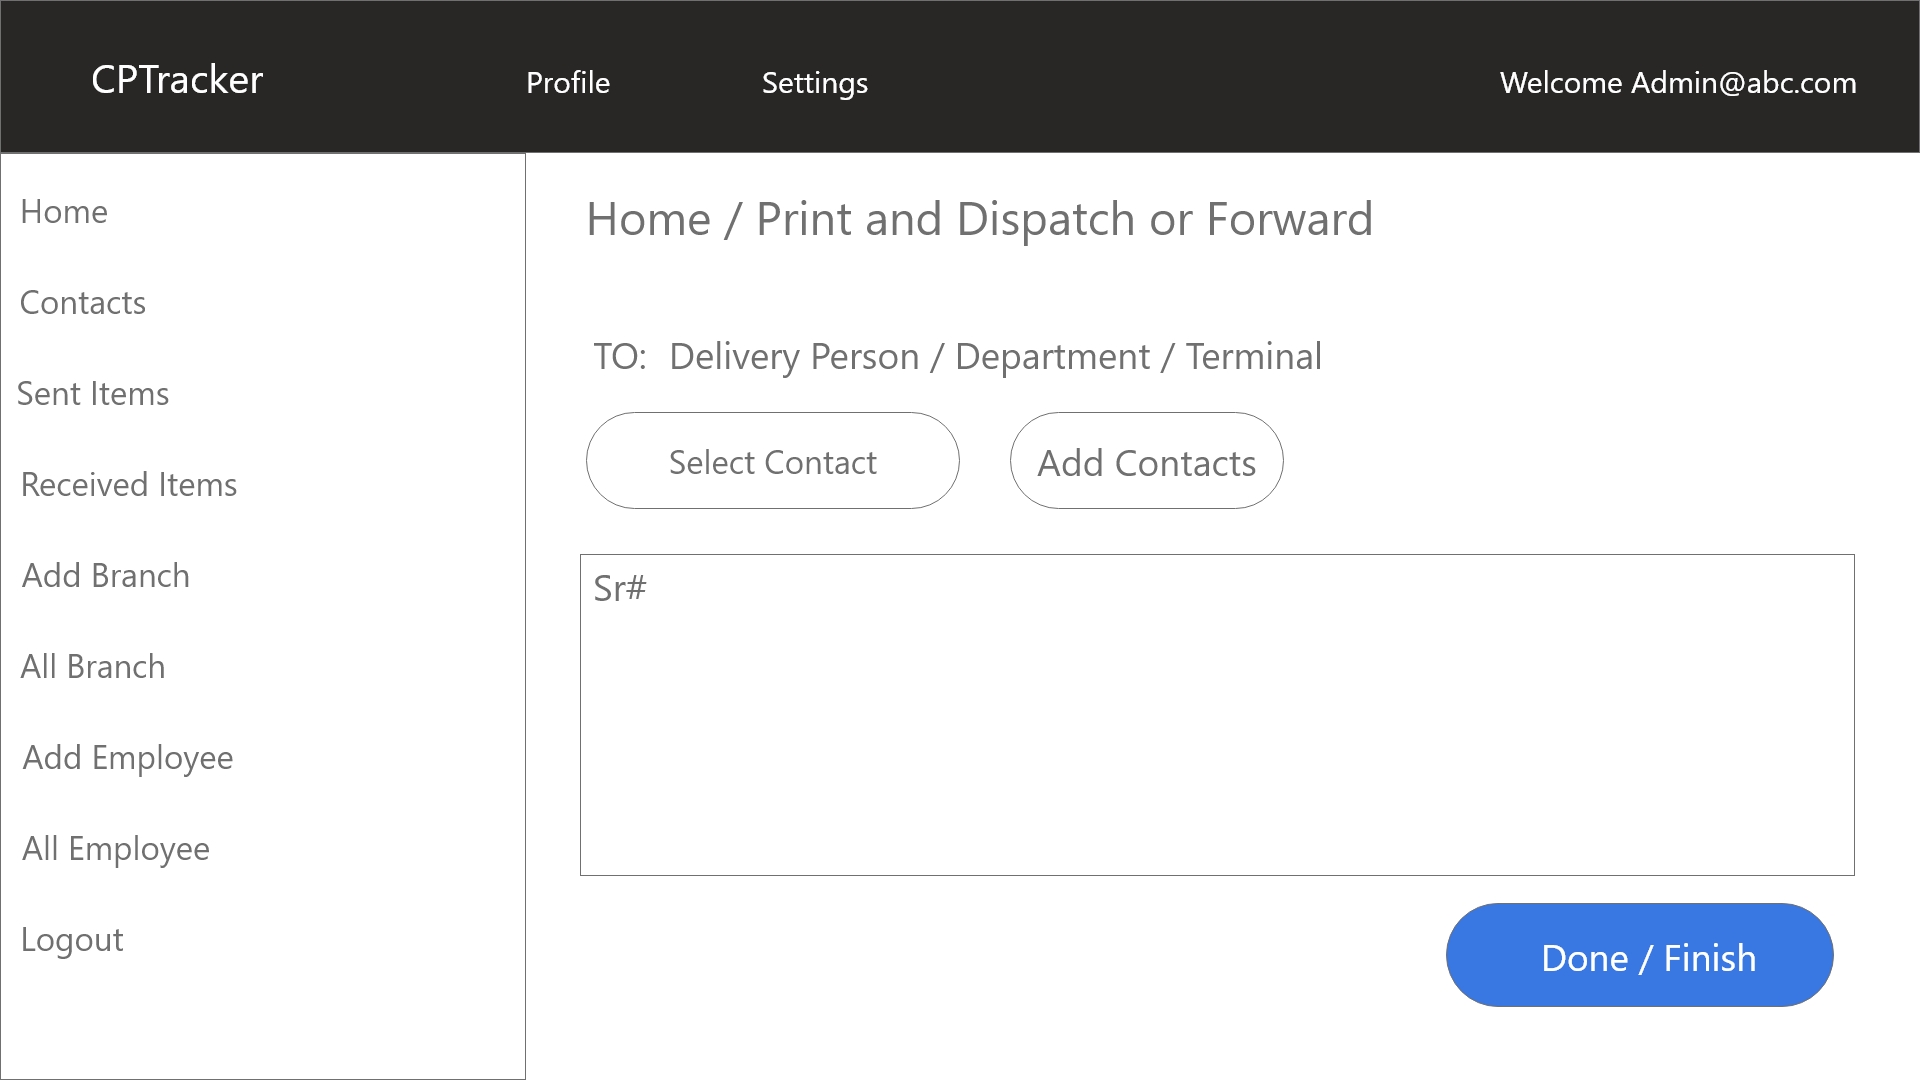 CPTracker
Profile
Settings
Welcome Admin@abc.com
Home
Contacts
Sent Items
Received Items
Add Branch
All Branch
Add Employee
All Employee
Logout
Home / Print and Dispatch or Forward
TO: Delivery Person / Department / Terminal
Select Contact
Add Contacts
Sr#
Done / Finish